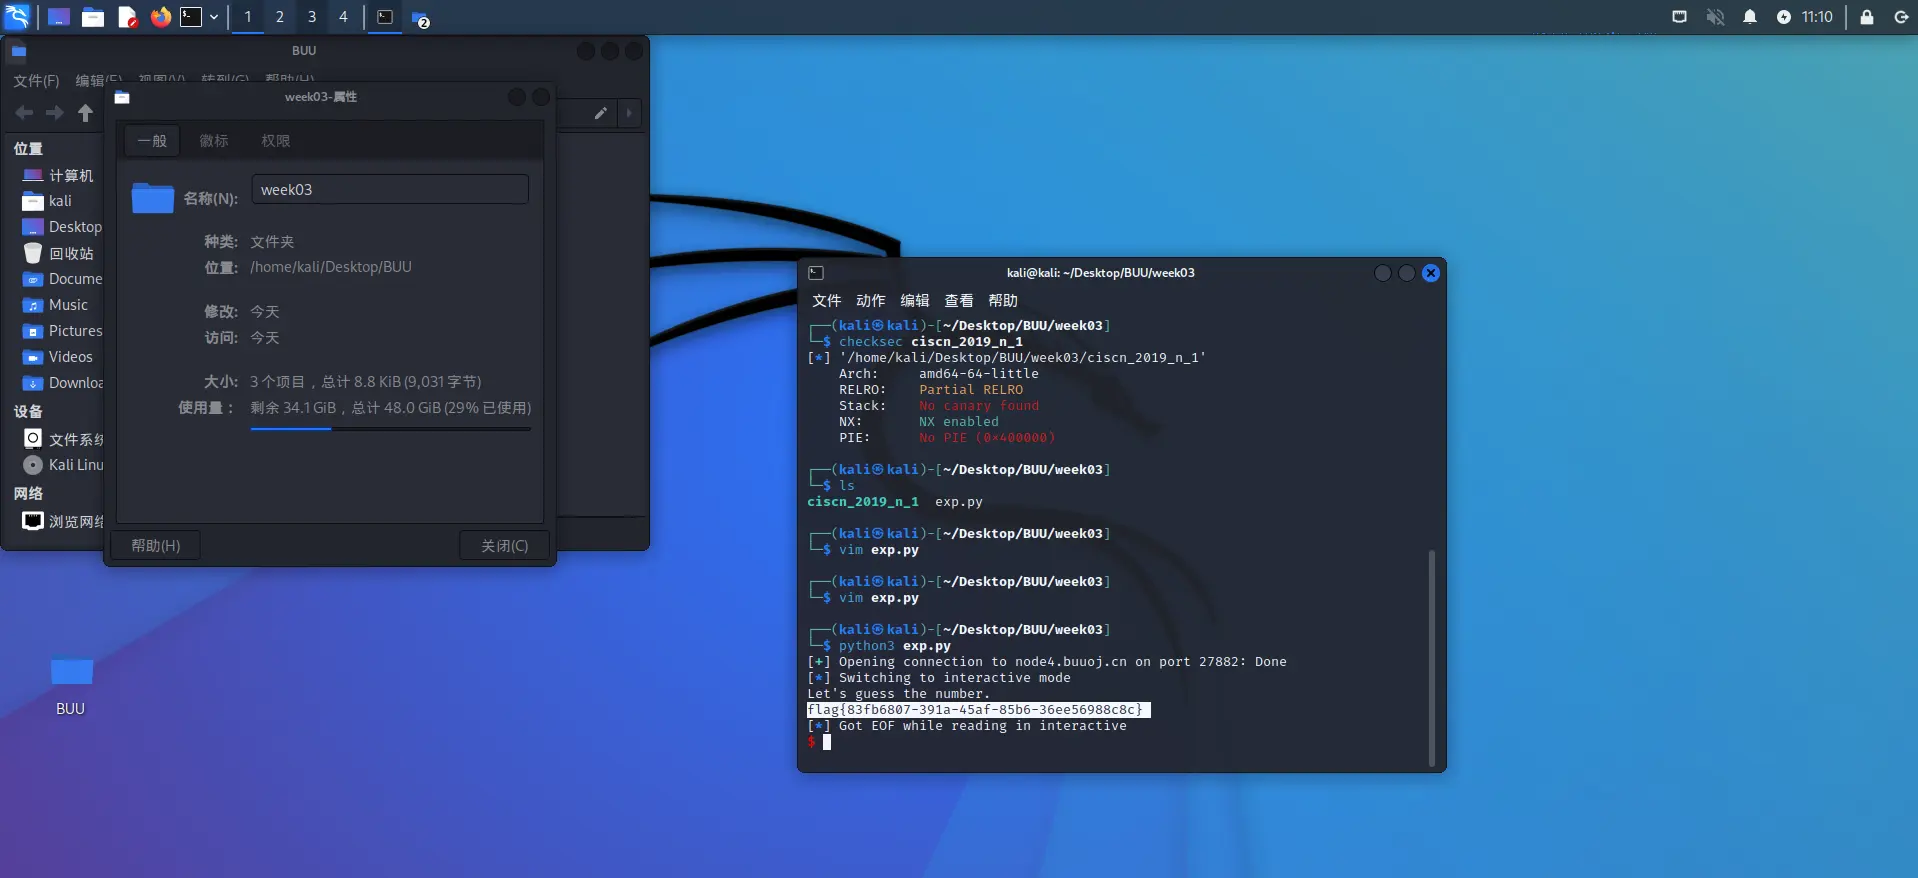 1 2 3 4 2 11:10
BUU
文件(F) 编辑(E) 视图(V) 转到(G) 帮助(H)
位置
计算机
kali
Desktop
回收站
Docume
Music
Pictures
Videos
Downloa
设备
文件系统
Kali Linu
网络
浏览网络
week03-属性
一般 徽标 权限
名称(N): week03
种类: 文件夹
位置: /home/kali/Desktop/BUU
修改: 今天
访问: 今天
大小: 3 个项目，总计 8.8 KiB (9,031 字节)
使用量： 剩余 34.1 GiB，总计 48.0 GiB (29% 已使用)
帮助(H) 关闭(C)
BUU
kali@kali: ~/Desktop/BUU/week03
文件 动作 编辑 查看 帮助
┌──(kali㉿kali)-[~/Desktop/BUU/week03]
└─$ checksec ciscn_2019_n_1
[*] '/home/kali/Desktop/BUU/week03/ciscn_2019_n_1'
Arch: amd64-64-little
RELRO: Partial RELRO
Stack: No canary found
NX: NX enabled
PIE: No PIE (0×400000)
┌──(kali㉿kali)-[~/Desktop/BUU/week03]
└─$ ls
ciscn_2019_n_1 exp.py
┌──(kali㉿kali)-[~/Desktop/BUU/week03]
└─$ vim exp.py
┌──(kali㉿kali)-[~/Desktop/BUU/week03]
└─$ vim exp.py
┌──(kali㉿kali)-[~/Desktop/BUU/week03]
└─$ python3 exp.py
[+] Opening connection to node4.buuoj.cn on port 27882: Done
[*] Switching to interactive mode
Let's guess the number.
flag{83fb6807-391a-45af-85b6-36ee56988c8c}
[*] Got EOF while reading in interactive
$